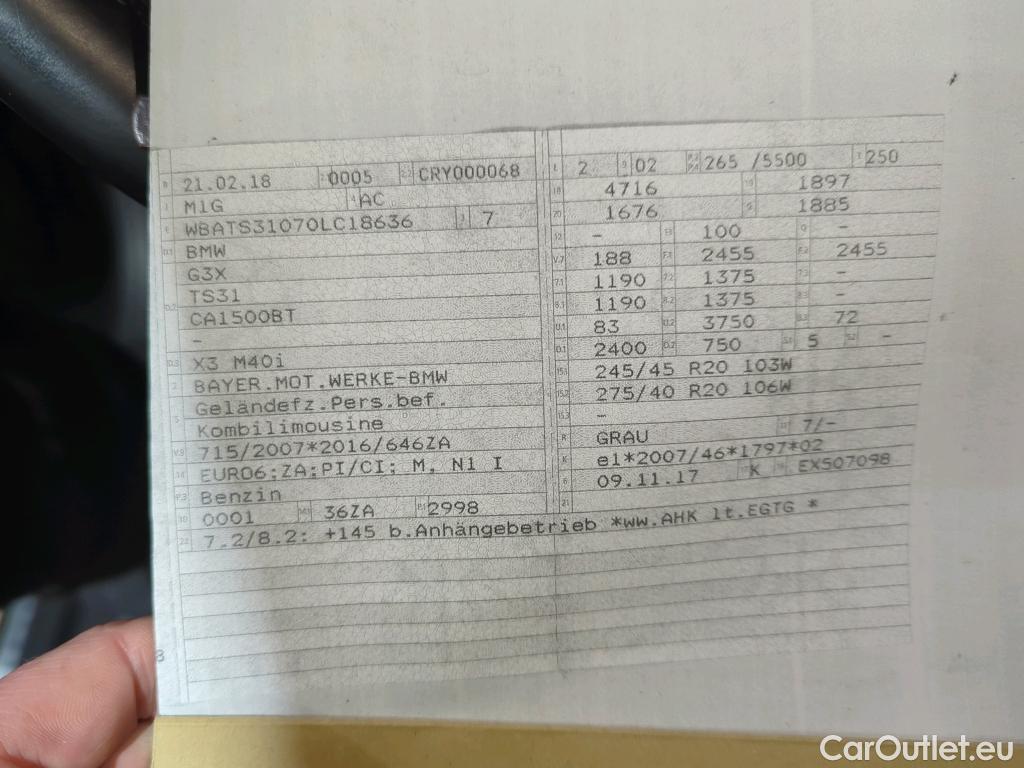 21.02.18 0005 CRY000068
M1G AC
WBATS31070LC18636 7
BMW
G3X
TS31
CA1500BT
-
X3 M40i
BAYER.MOT.WERKE-BMW
Geländefz.Pers.bef.
Kombilimousine
715/2007*2016/646ZA
EURO6;ZA;PI/CI; M, N1 I
Benzin
0001 36ZA 2998
7.2/8.2: +145 b.Anhängebetrieb *ww.AHK lt.EGTG *
2 02 265 /5500 250
4716 1897
1676 1885
- 100 -
188 2455 2455
1190 1375 -
1190 1375 -
83 3750 72
2400 750 5 -
245/45 R20 103W
275/40 R20 106W
-
GRAU 7/-
e1*2007/46*1797*02
09.11.17 K EX507098
CarOutlet.eu